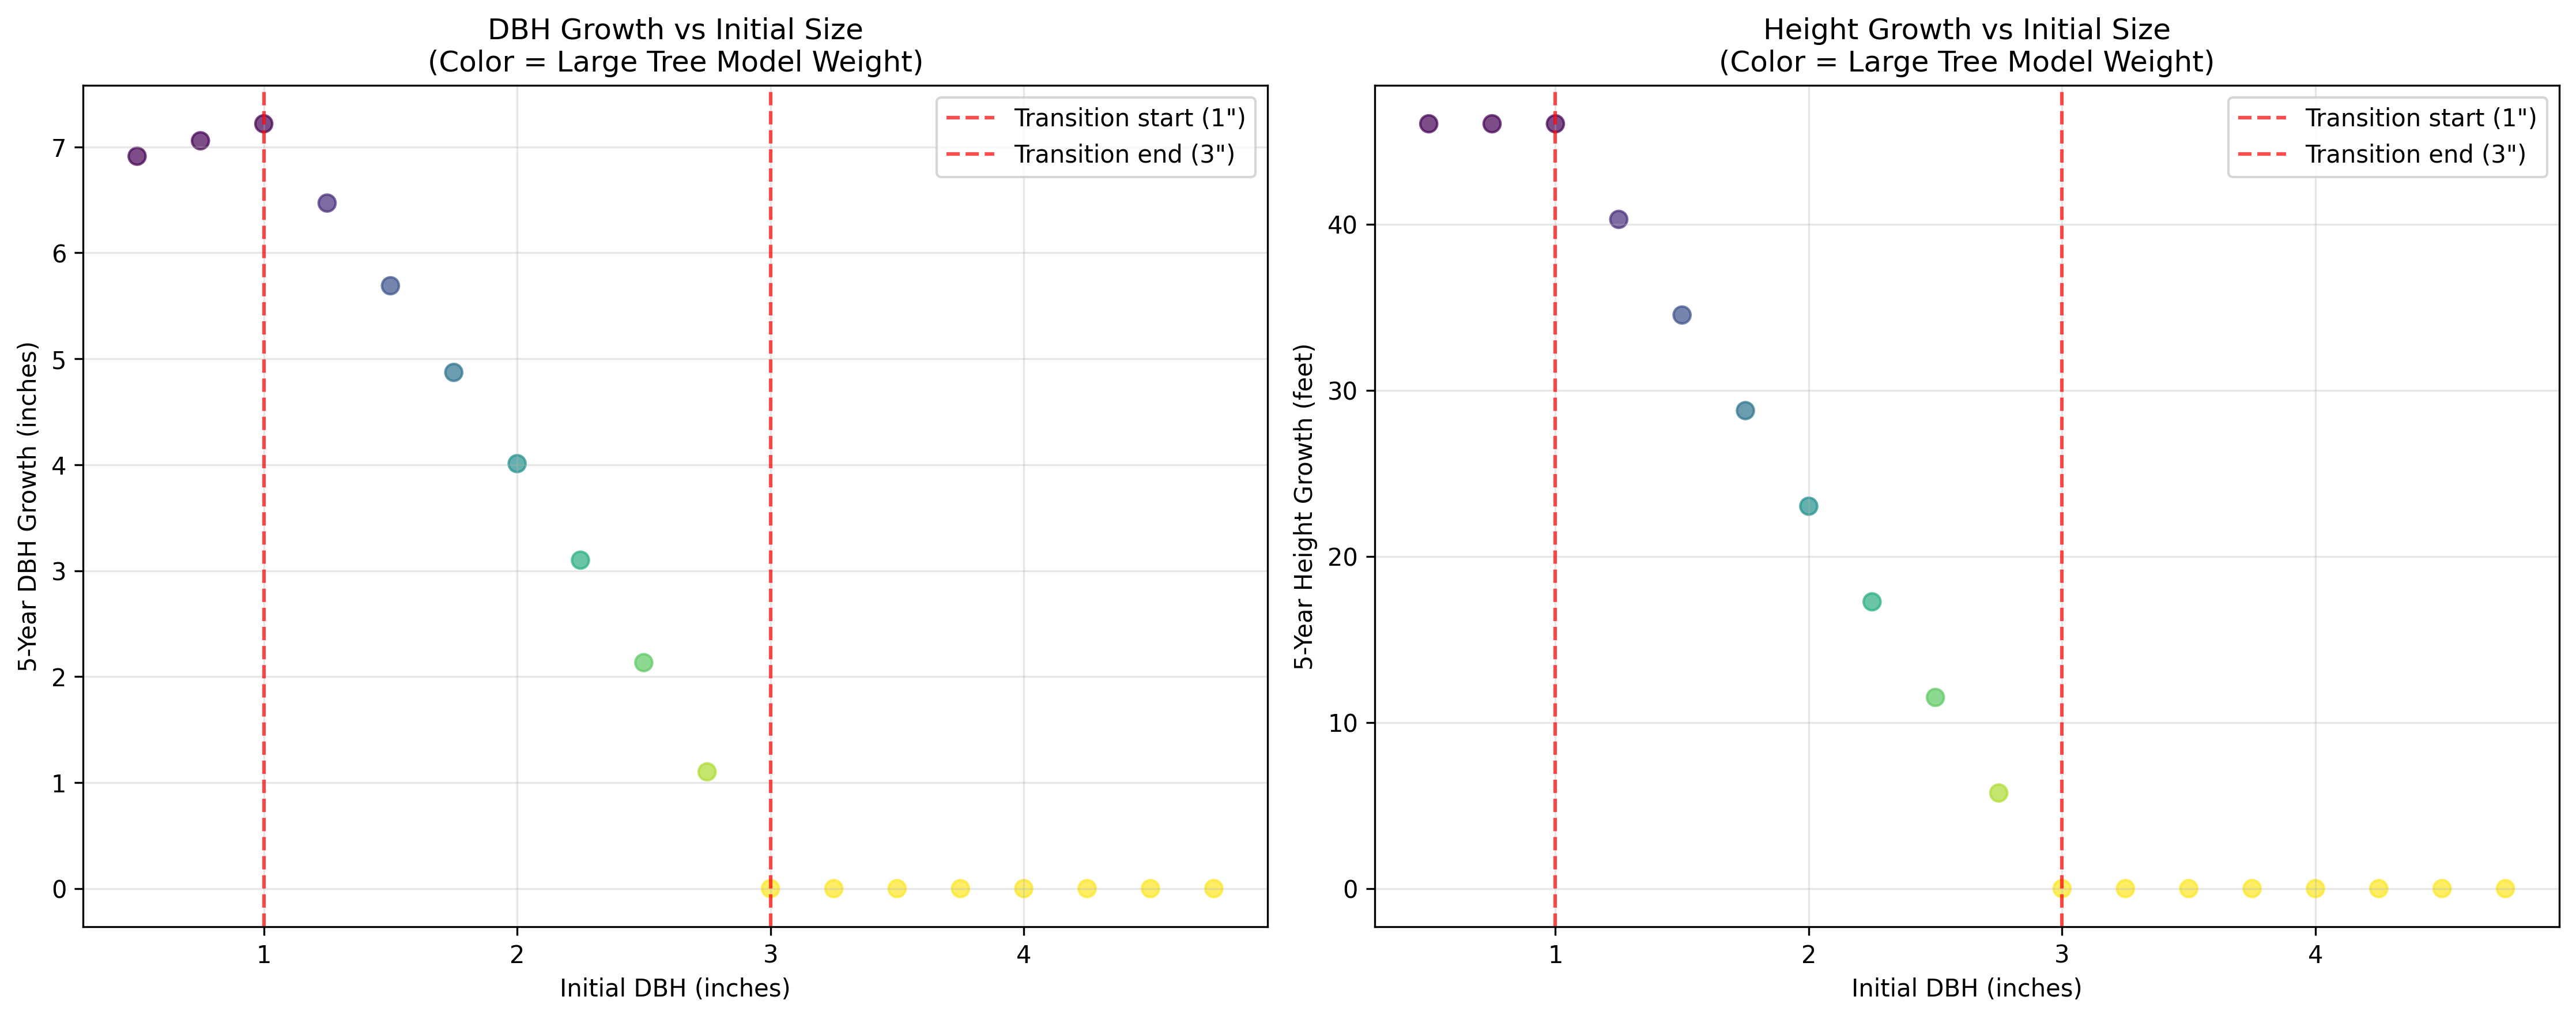 DBH Growth vs Initial Size
(Color = Large Tree Model Weight)
Transition start (1")
Transition end (3")
5-Year DBH Growth (inches)
7
6
5
4
3
2
1
0
1
2
3
4
Initial DBH (inches)
Height Growth vs Initial Size
(Color = Large Tree Model Weight)
Transition start (1")
Transition end (3")
5-Year Height Growth (feet)
40
30
20
10
0
1
2
3
4
Initial DBH (inches)